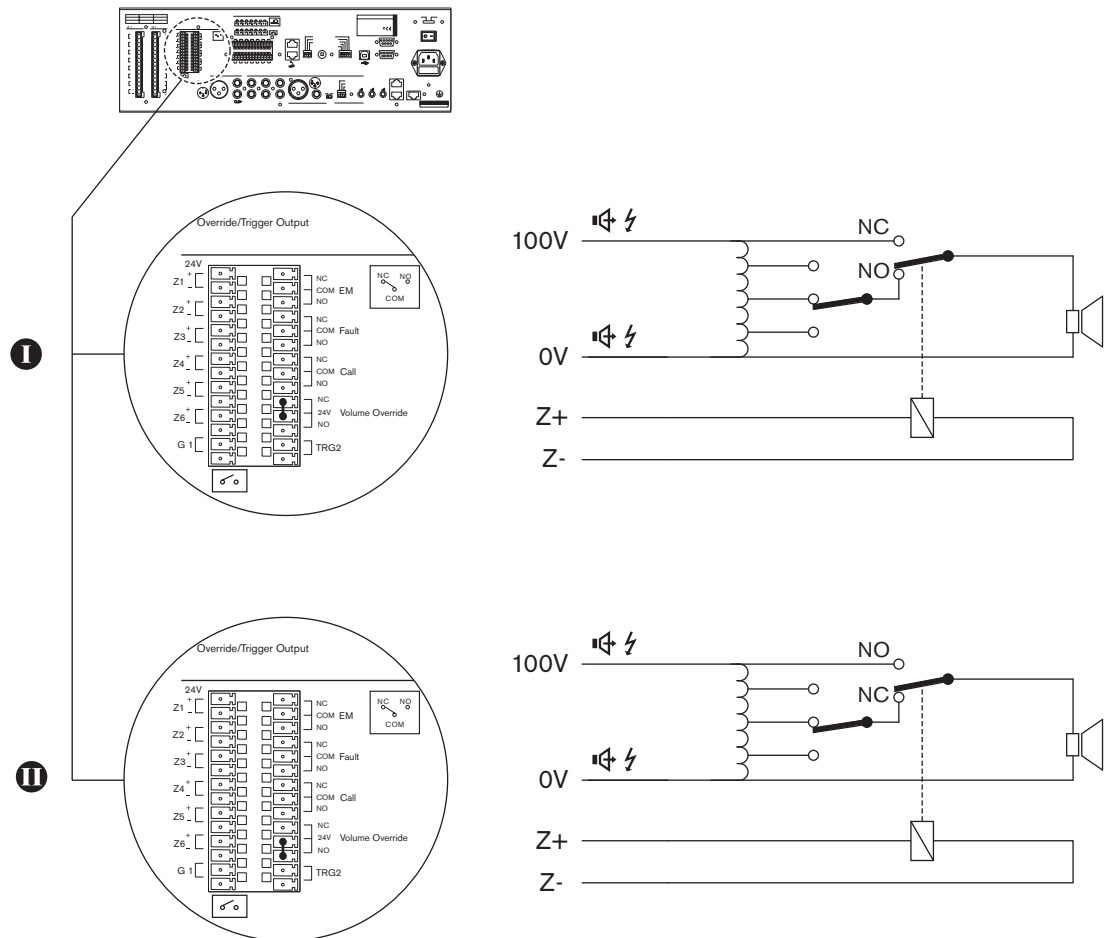 I
Override/Trigger Output
24V
Z1 + -
Z2 + -
Z3 + -
Z4 + -
Z5 + -
Z6 + -
G 1
NC
COM EM
NO
NC
COM Fault
NO
NC
COM Call
NO
NC
24V Volume Override
NO
TRG2
NC NO
COM
100V
NC
NO
0V
Z+
Z-
II
Override/Trigger Output
24V
Z1 + -
Z2 + -
Z3 + -
Z4 + -
Z5 + -
Z6 + -
G 1
NC
COM EM
NO
NC
COM Fault
NO
NC
COM Call
NO
NC
24V Volume Override
NO
TRG2
NC NO
COM
100V
NO
NC
0V
Z+
Z-